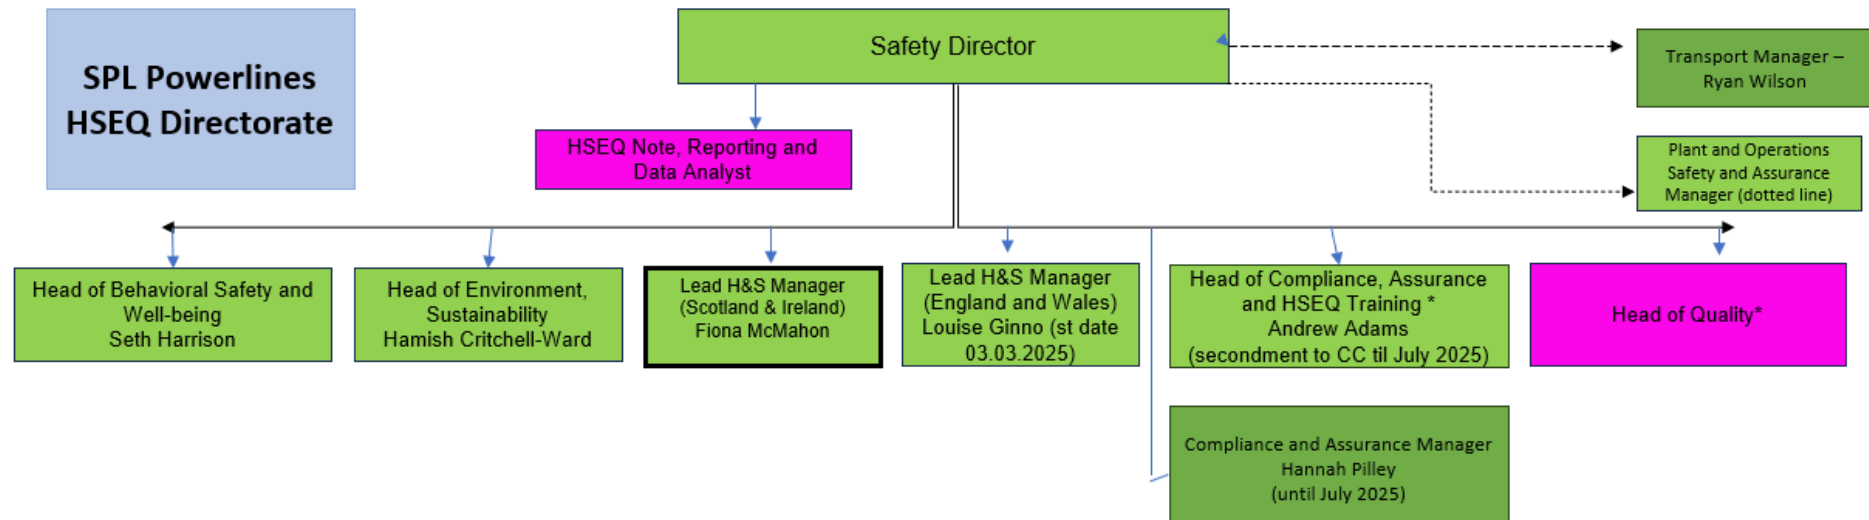 SPL Powerlines
HSEQ Directorate
Safety Director
Transport Manager –
Ryan Wilson
HSEQ Note, Reporting and
Data Analyst
Plant and Operations
Safety and Assurance
Manager (dotted line)
Head of Behavioral Safety and
Well-being
Seth Harrison
Head of Environment,
Sustainability
Hamish Critchell-Ward
Lead H&S Manager
(Scotland & Ireland)
Fiona McMahon
Lead H&S Manager
(England and Wales)
Louise Ginno (st date
03.03.2025)
Head of Compliance, Assurance
and HSEQ Training *
Andrew Adams
(secondment to CC til July 2025)
Head of Quality*
Compliance and Assurance Manager
Hannah Pilley
(until July 2025)